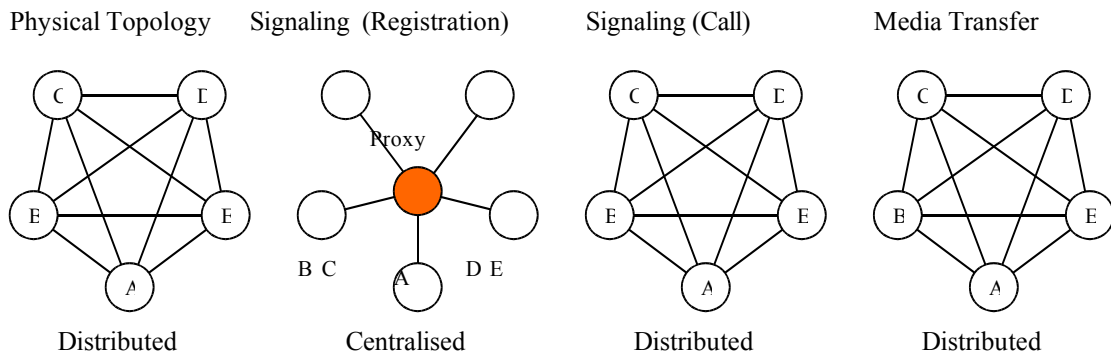 Physical Topology
Signaling (Registration)
Signaling (Call)
Media Transfer
C D
B E
A
Proxy
B C A D E
C D
B E
A
C D
B E
A
Distributed
Centralised
Distributed
Distributed